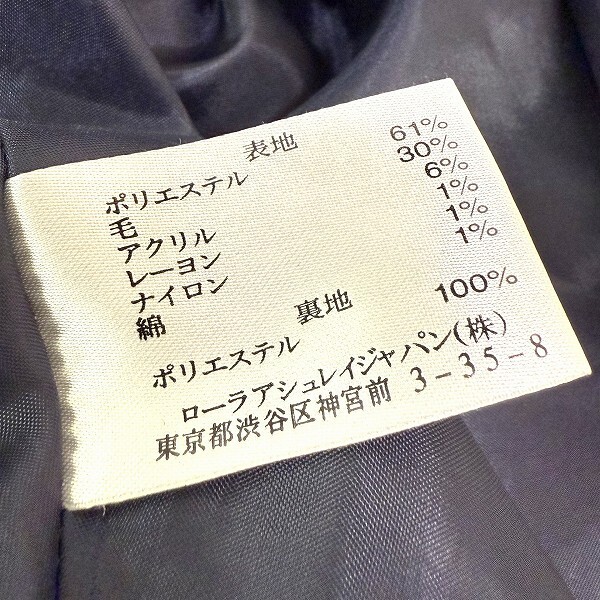 表地
ポリエステル 61%
毛 30%
アクリル 6%
レーヨン 1%
ナイロン 1%
綿 1%
裏地
ポリエステル 100%
ローラアシュレイジャパン(株)
東京都渋谷区神宮前 3-35-8